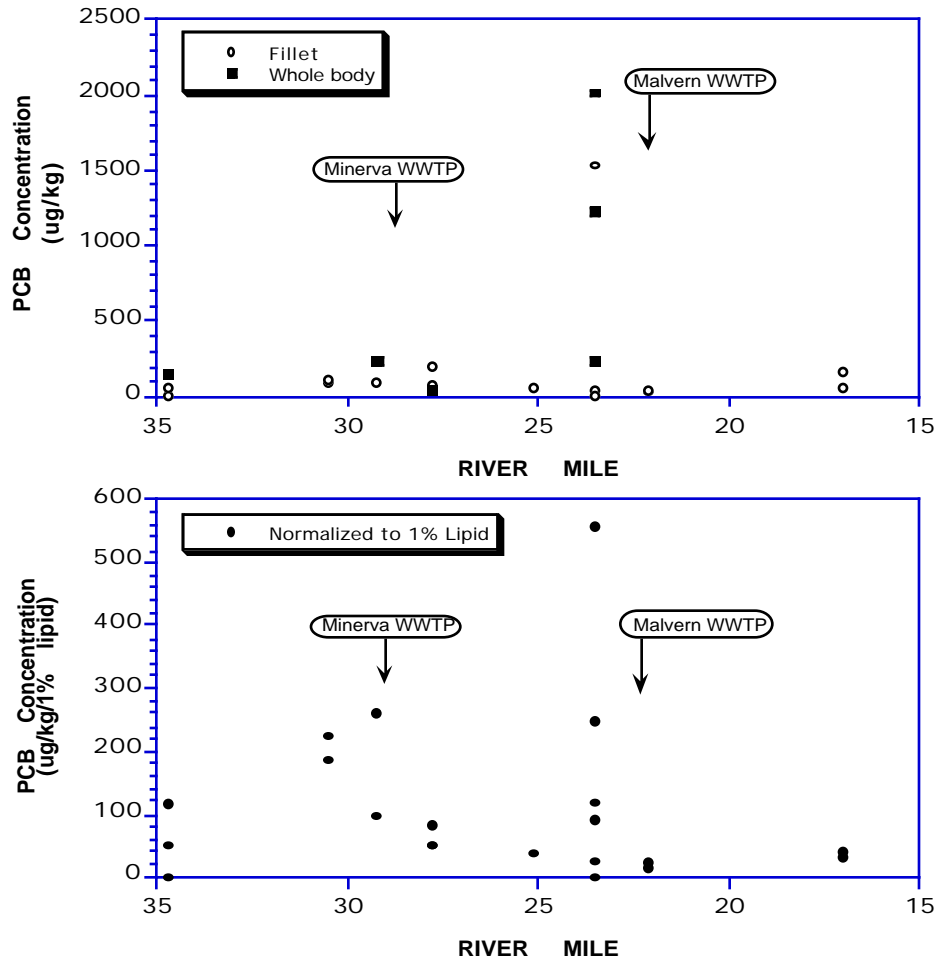 2500
2000
1500
1000
500
0
PCB Concentration
(ug/kg)
Fillet
Whole body
Minerva WWTP
Malvern WWTP
35 30 25 20 15
RIVER MILE
600
500
400
300
200
100
0
PCB Concentration
(ug/kg/1% lipid)
Normalized to 1% Lipid
Minerva WWTP
Malvern WWTP
35 30 25 20 15
RIVER MILE